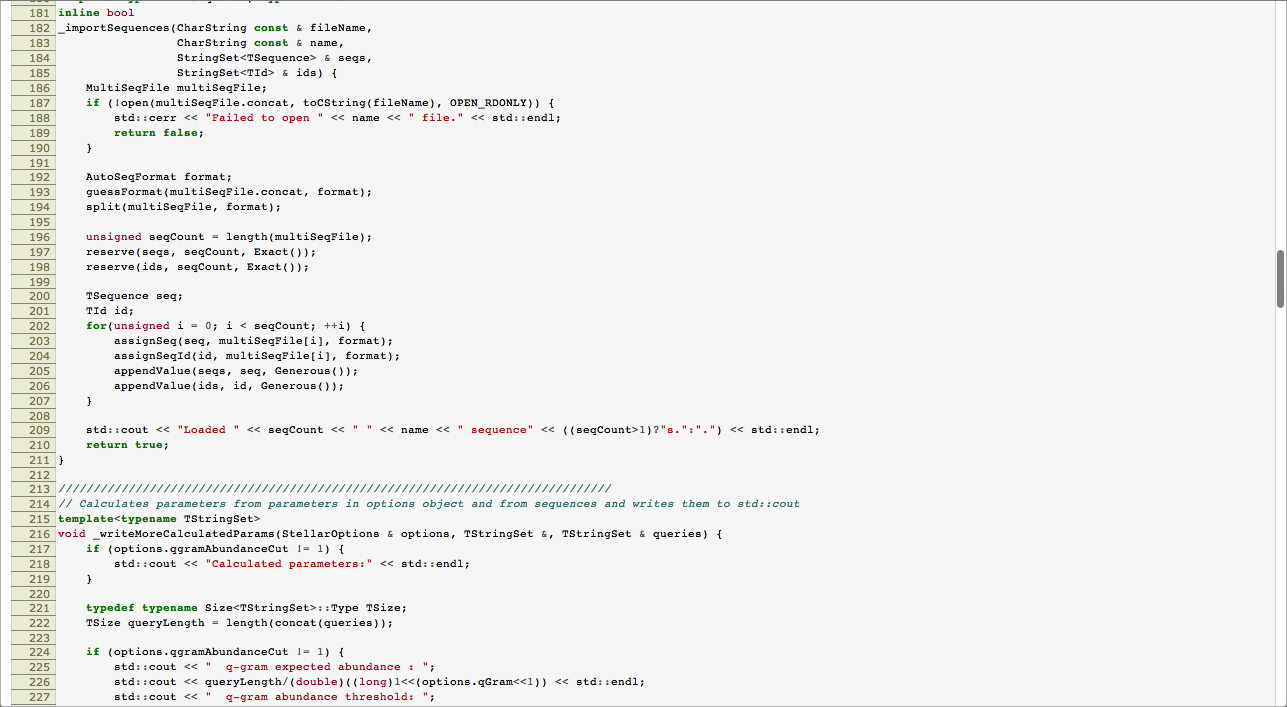 181 inline bool
182 _importSequences(CharString const & fileName,
183                  CharString const & name,
184                  StringSet<TSequence> & seqs,
185                  StringSet<TId> & ids) {
186     MultiSeqFile multiSeqFile;
187     if (!open(multiSeqFile.concat, toCString(fileName), OPEN_RDONLY)) {
188         std::cerr << "Failed to open " << name << " file." << std::endl;
189         return false;
190     }
191
192     AutoSeqFormat format;
193     guessFormat(multiSeqFile.concat, format);
194     split(multiSeqFile, format);
195
196     unsigned seqCount = length(multiSeqFile);
197     reserve(seqs, seqCount, Exact());
198     reserve(ids, seqCount, Exact());
199
200     TSequence seq;
201     TId id;
202     for(unsigned i = 0; i < seqCount; ++i) {
203         assignSeq(seq, multiSeqFile[i], format);
204         assignSeqId(id, multiSeqFile[i], format);
205         appendValue(seqs, seq, Generous());
206         appendValue(ids, id, Generous());
207     }
208
209     std::cout << "Loaded " << seqCount << " " << name << " sequence" << ((seqCount>1)?"s.":".") << std::endl;
210     return true;
211 }
212
213 ///////////////////////////////////////////////////////////////////////////////
214 // Calculates parameters from parameters in options object and from sequences and writes them to std::cout
215 template<typename TStringSet>
216 void _writeMoreCalculatedParams(StellarOptions & options, TStringSet &, TStringSet & queries) {
217     if (options.qgramAbundanceCut != 1) {
218         std::cout << "Calculated parameters:" << std::endl;
219     }
220
221     typedef typename Size<TStringSet>::Type TSize;
222     TSize queryLength = length(concat(queries));
223
224     if (options.qgramAbundanceCut != 1) {
225         std::cout << "  q-gram expected abundance : ";
226         std::cout << queryLength/(double)((long)1<<(options.qGram<<1)) << std::endl;
227         std::cout << "  q-gram abundance threshold: ";